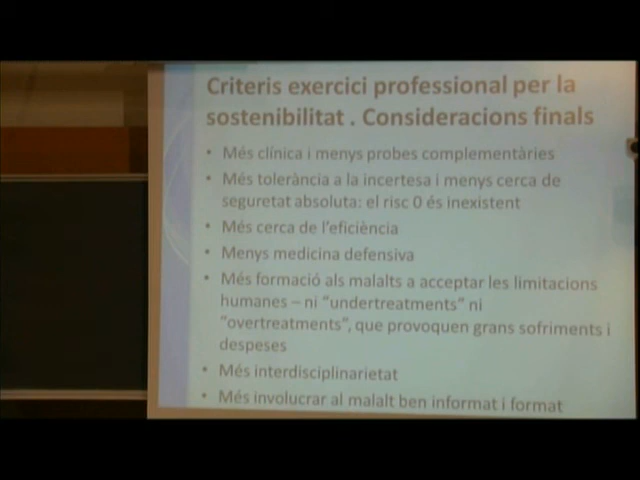 Criteris exercici professional per la
sostenibilitat . Consideracions finals
• Més clínica i menys probes complementàries
• Més tolerància a la incertesa i menys cerca de
seguretat absoluta: el risc 0 és inexistent
• Més cerca de l'eficiència
• Menys medicina defensiva
• Més formació als malalts a acceptar les limitacions
humanes – ni "undertreatments" ni
"overtreatments", que provoquen grans sofriments i
despeses
• Més interdisciplinarietat
• Més involucrar al malalt ben informat i format